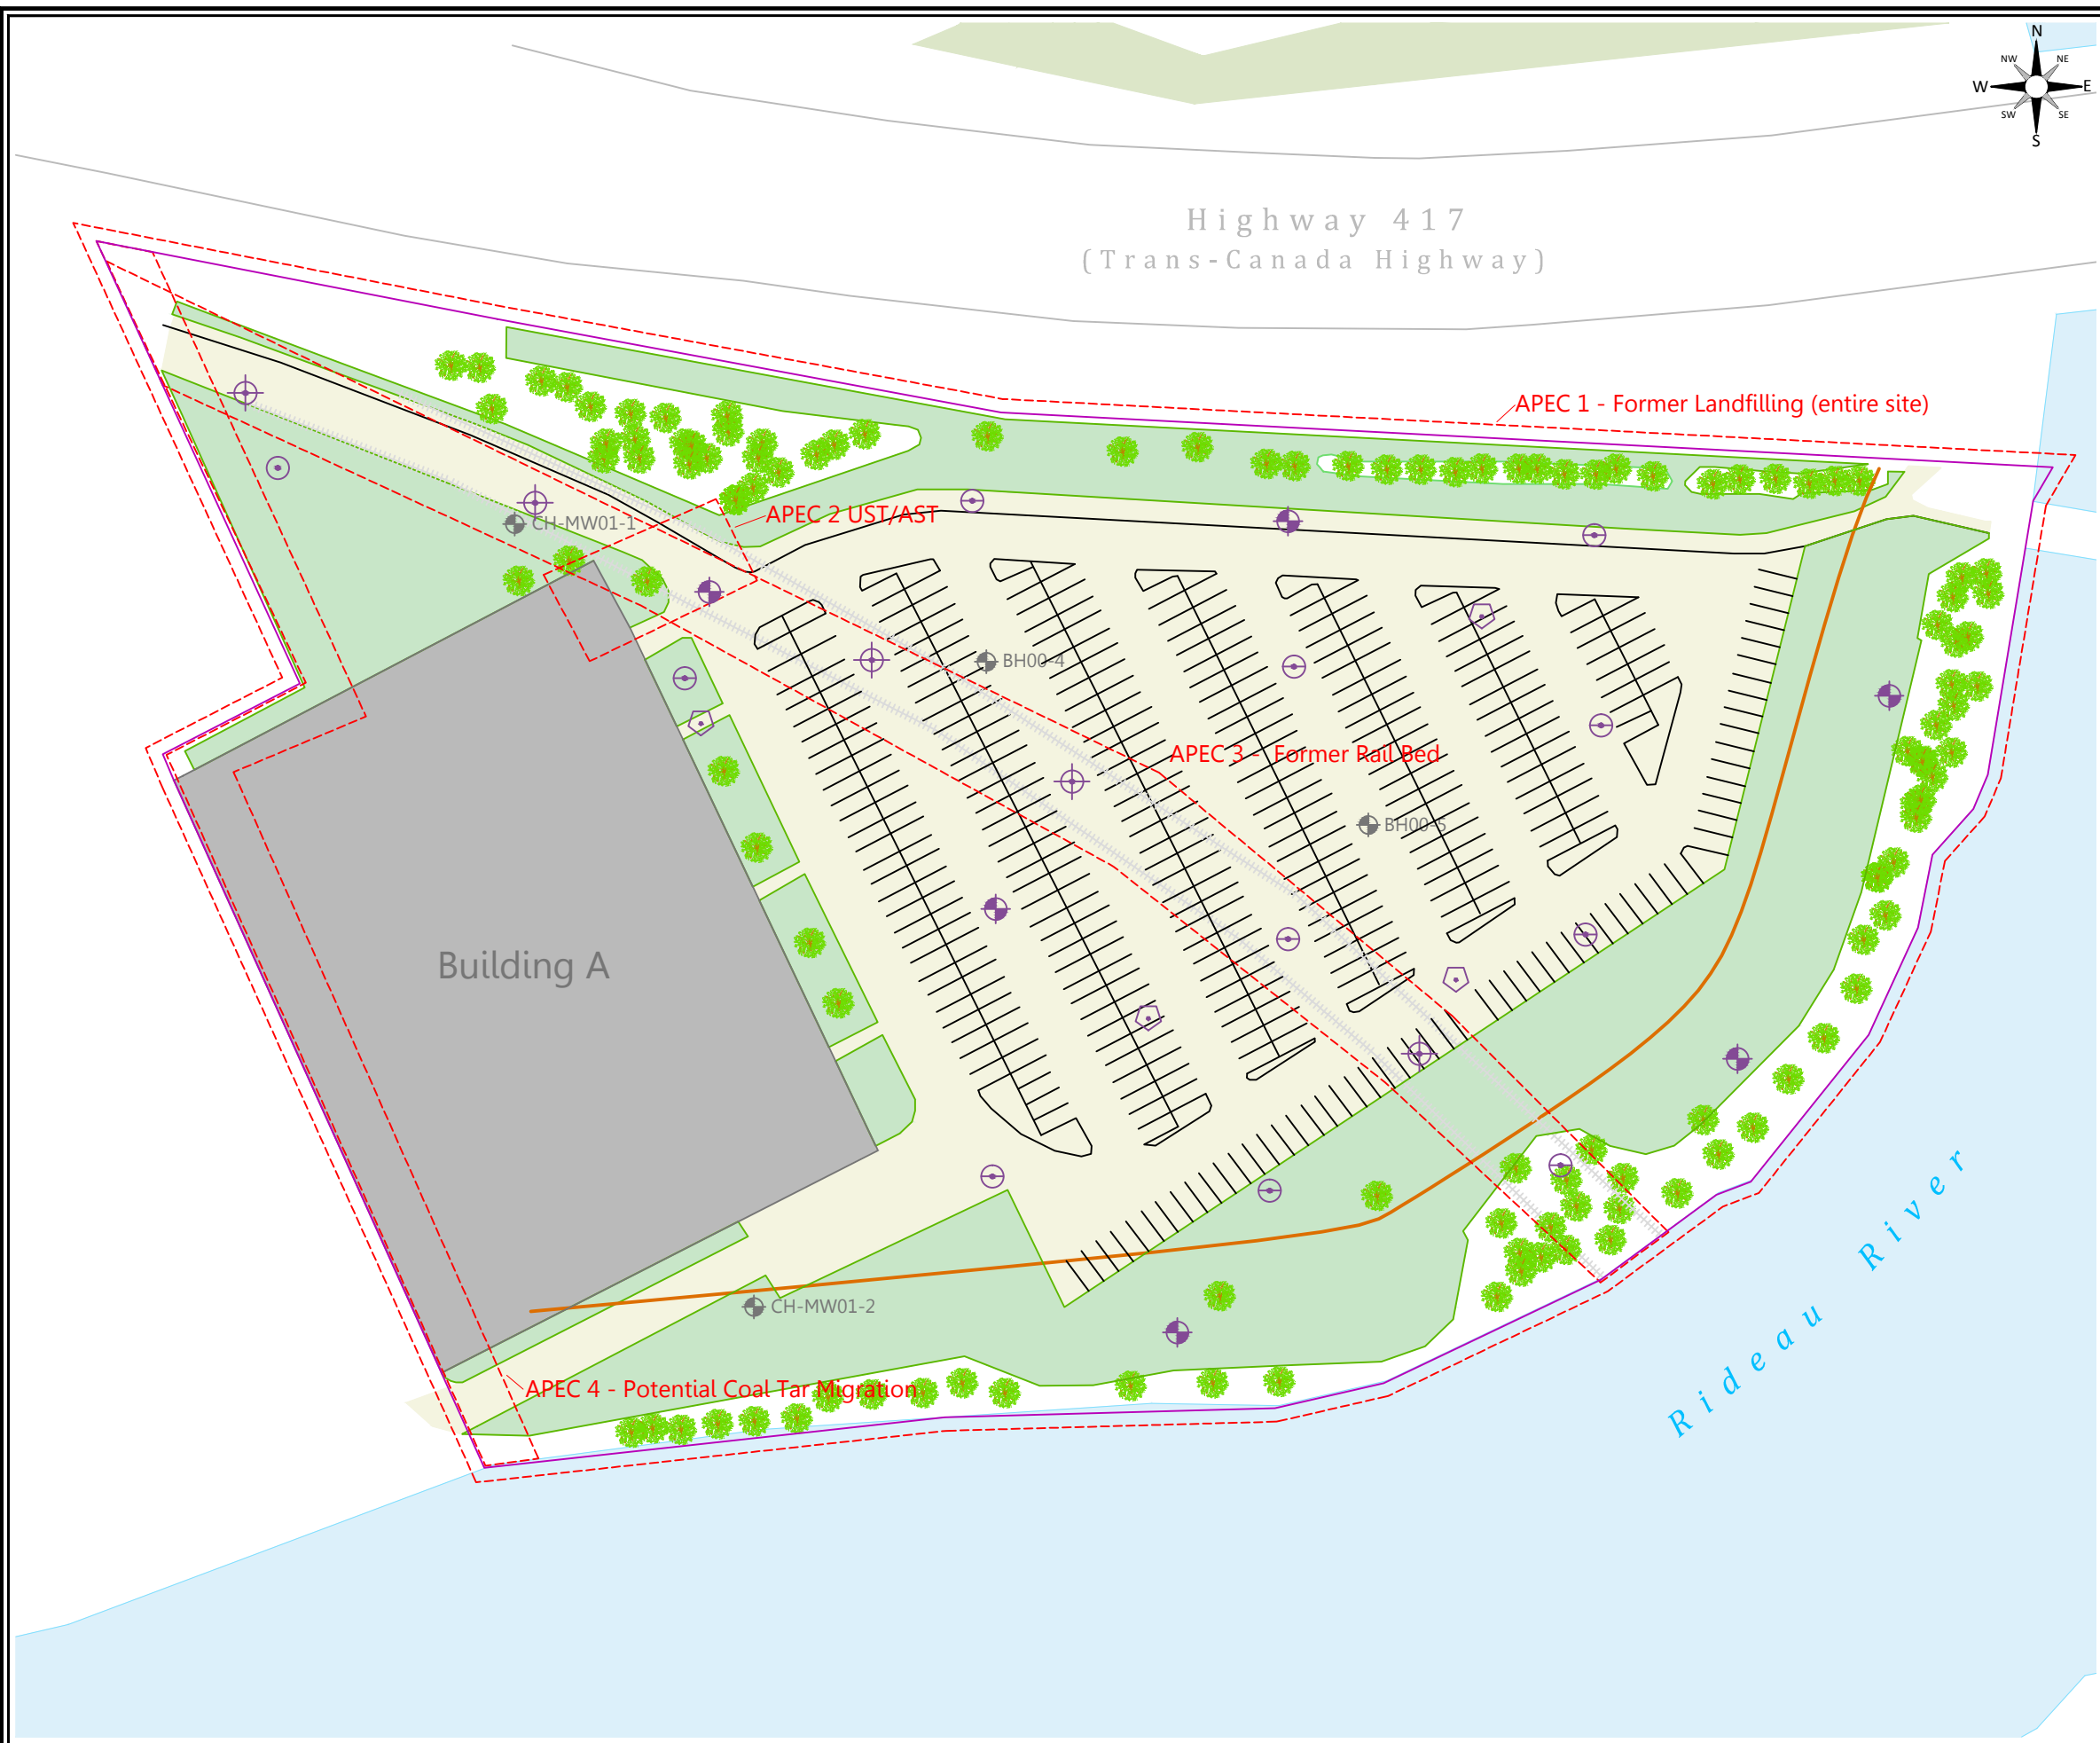 N
NW NE
W E
SW SE
S
Highway 417
(Trans-Canada Highway)
APEC 1 - Former Landfilling (entire site)
APEC 2 UST/AST
CH-MW01-1
BH00-4
APEC 3 - Former Rail Bed
BH00-5
Building A
CH-MW01-2
APEC 4 - Potential Coal Tar Migration
Rideau River